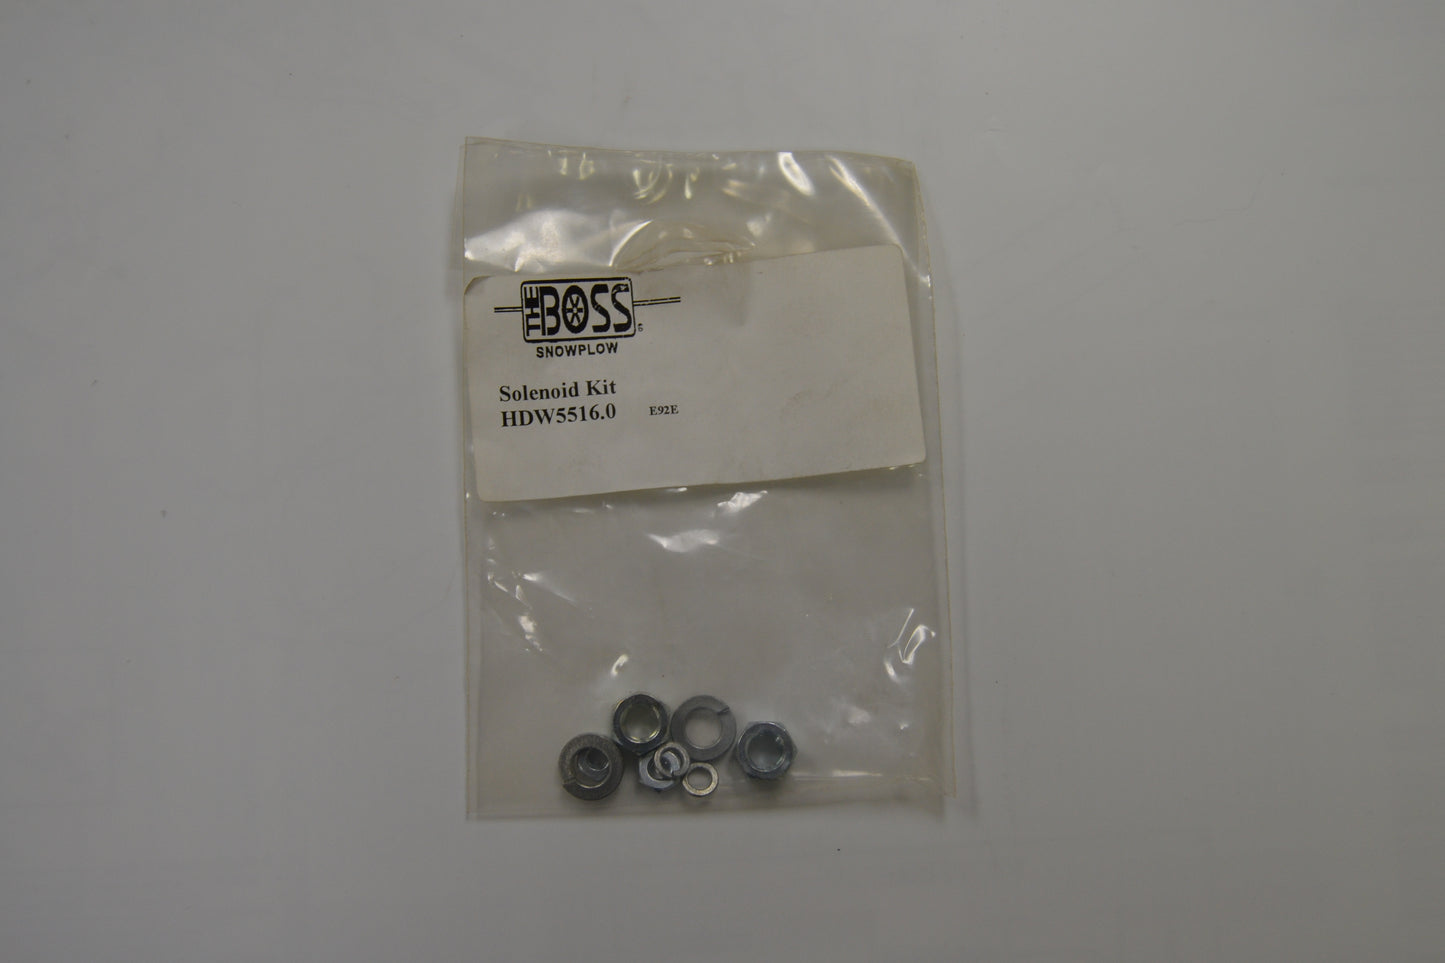 THE BOSS
SNOWPLOW
Solenoid Kit
HDW5516.0 E92E